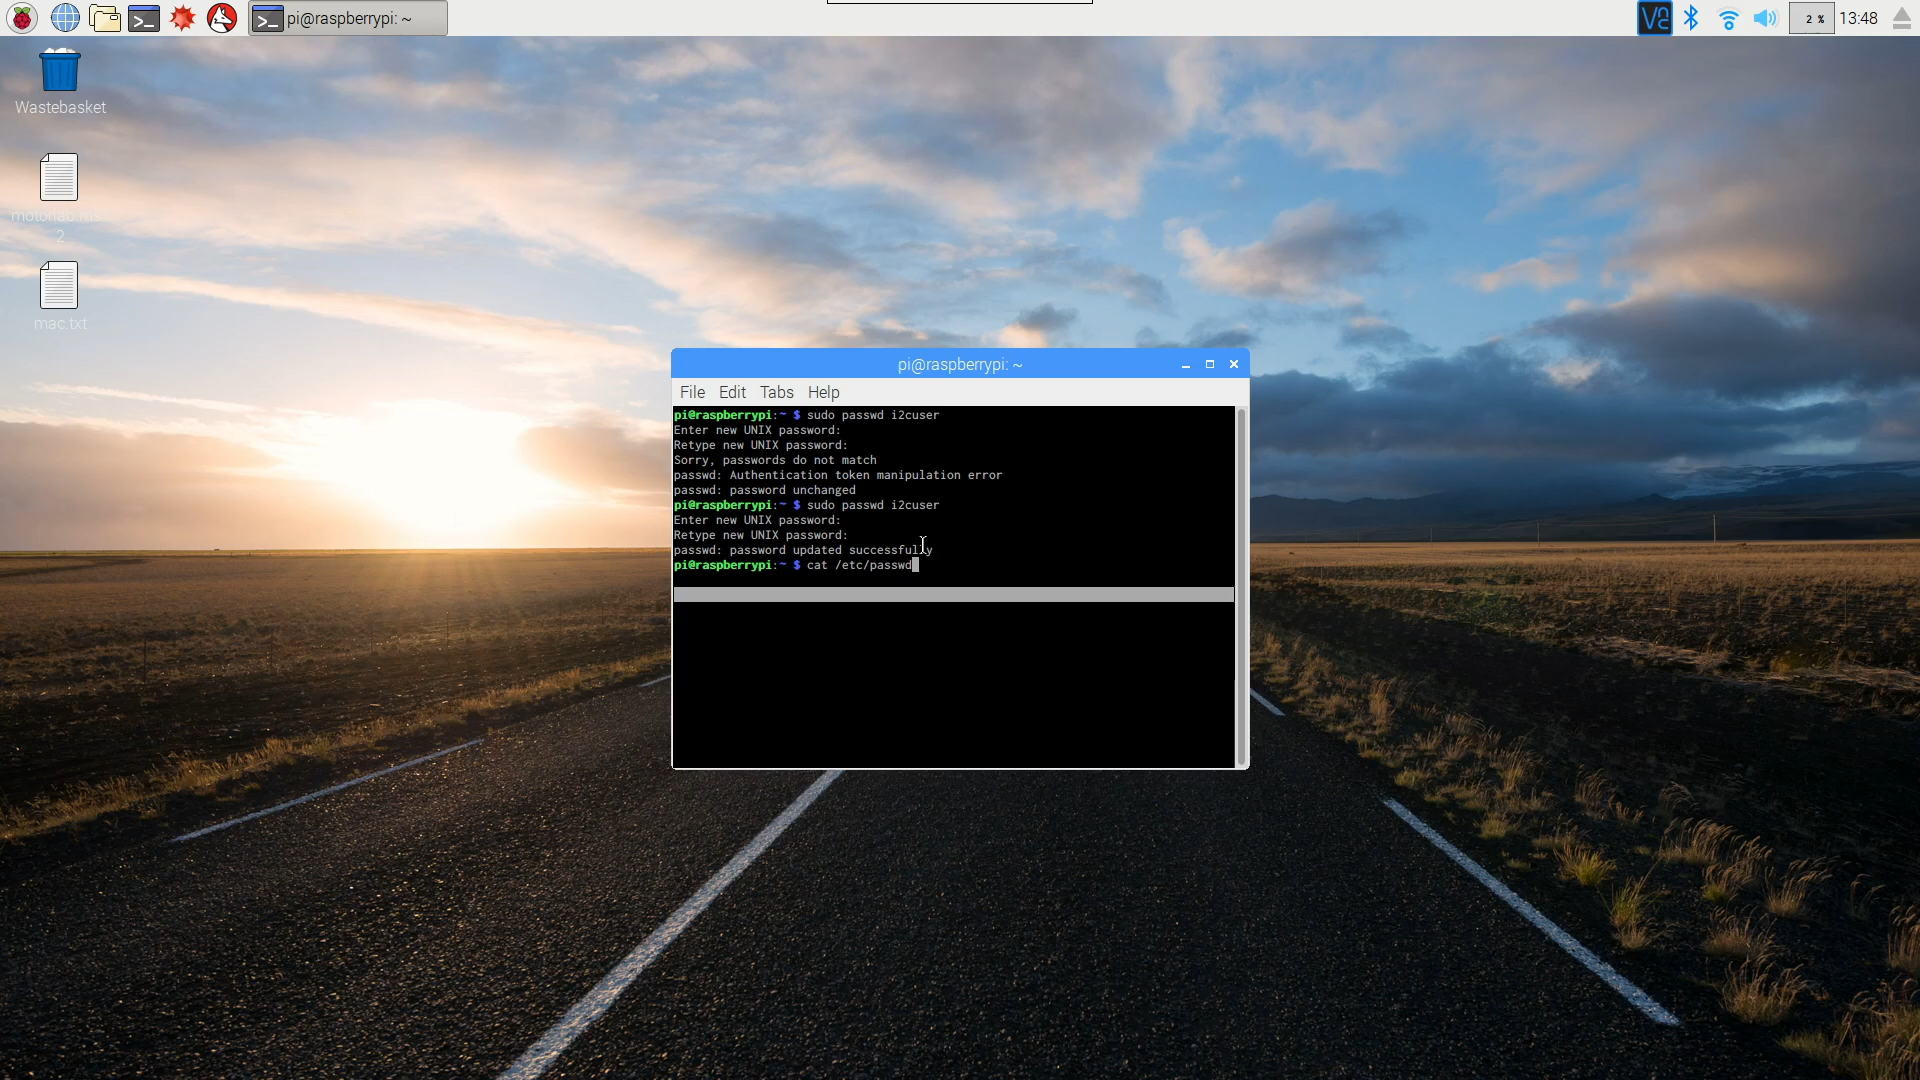 pi@raspberrypi: ~
2 %
13:48
Wastebasket
2
mac.txt
pi@raspberrypi: ~
File Edit Tabs Help
pi@raspberrypi:~ $ sudo passwd i2cuser
Enter new UNIX password:
Retype new UNIX password:
Sorry, passwords do not match
passwd: Authentication token manipulation error
passwd: password unchanged
pi@raspberrypi:~ $ sudo passwd i2cuser
Enter new UNIX password:
Retype new UNIX password:
passwd: password updated successfully
pi@raspberrypi:~ $ cat /etc/passwd